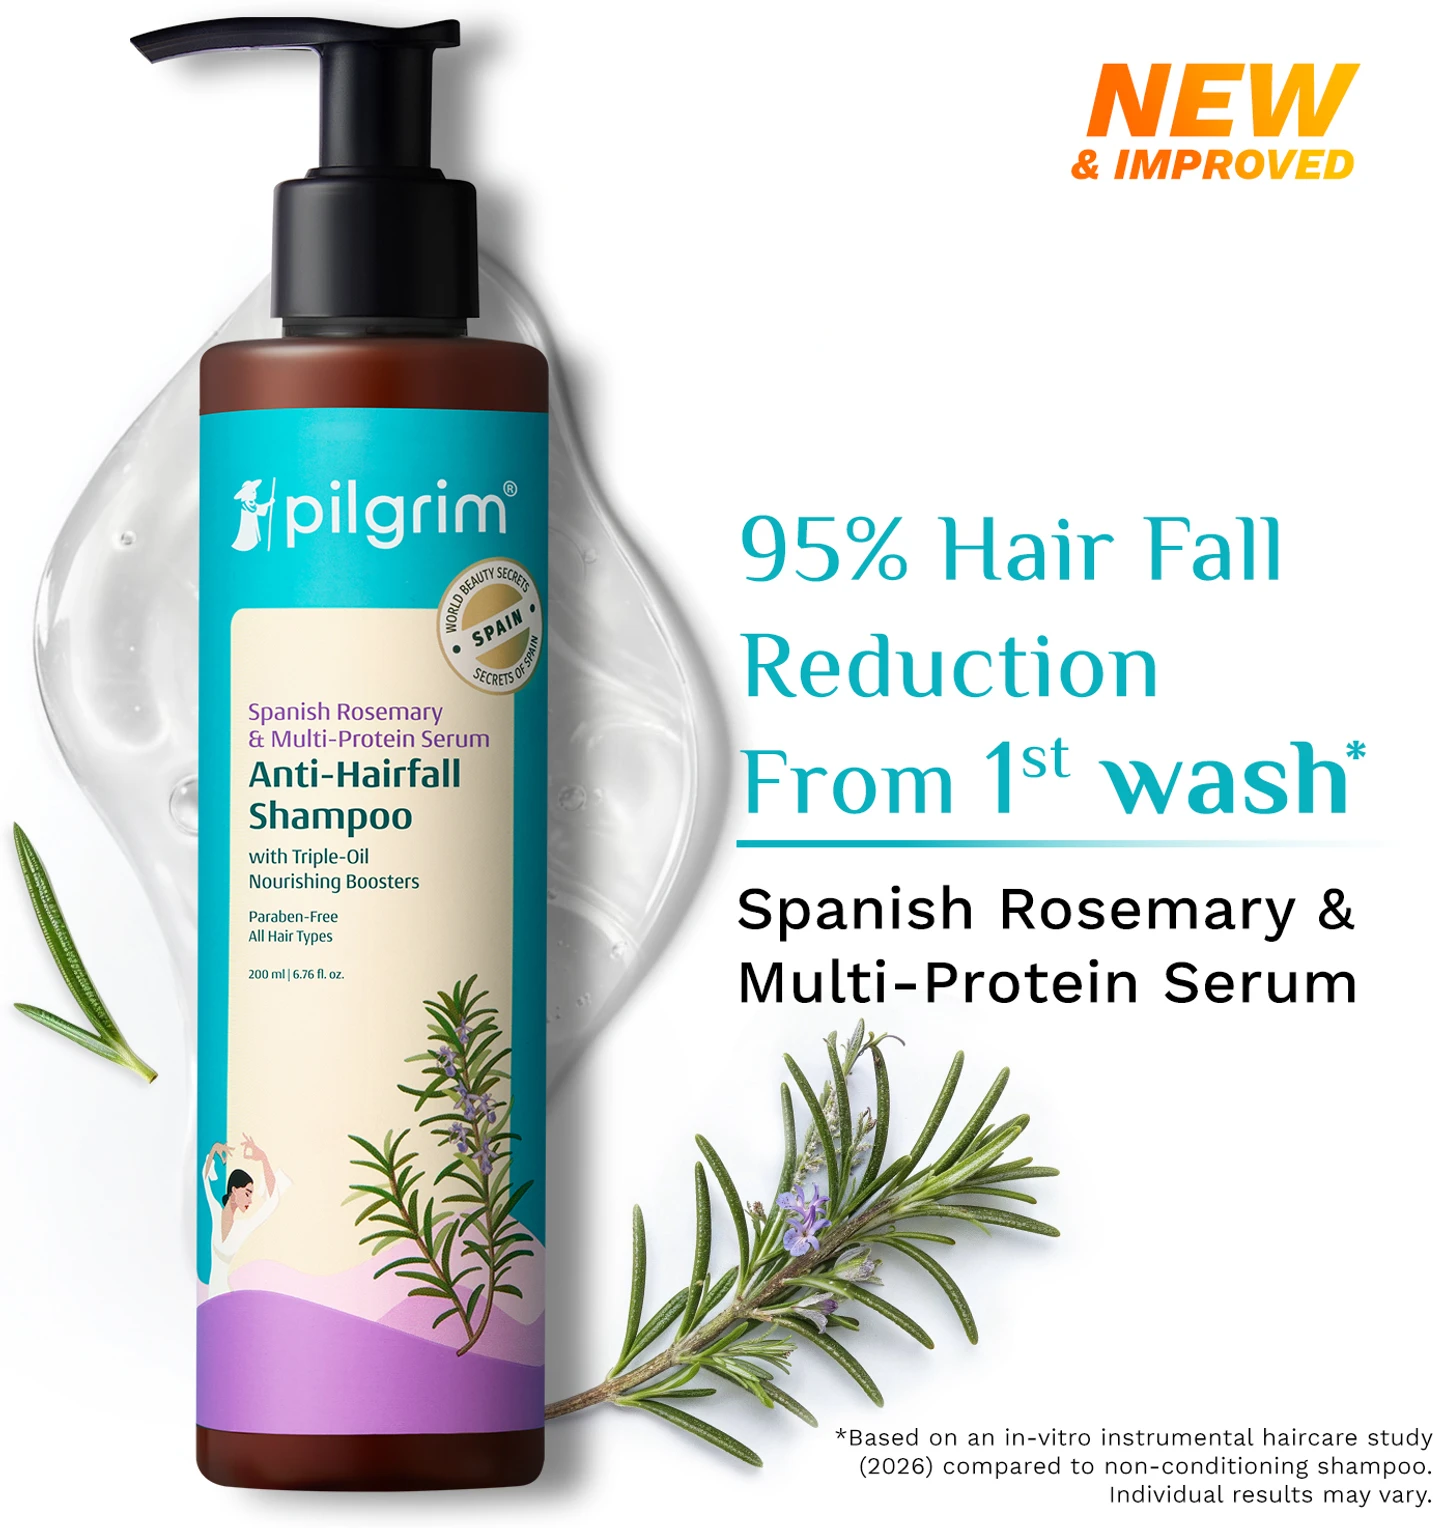 NEW
& IMPROVED
pilgrim®
WORLD BEAUTY SECRETS
SPAIN
SECRETS OF SPAIN
Spanish Rosemary
& Multi-Protein Serum
Anti-Hairfall
Shampoo
with Triple-Oil
Nourishing Boosters
Paraben-Free
All Hair Types
200 ml | 6.76 fl. oz.
95% Hair Fall
Reduction
From 1st wash*
Spanish Rosemary &
Multi-Protein Serum
*Based on an in-vitro instrumental haircare study
(2026) compared to non-conditioning shampoo.
Individual results may vary.